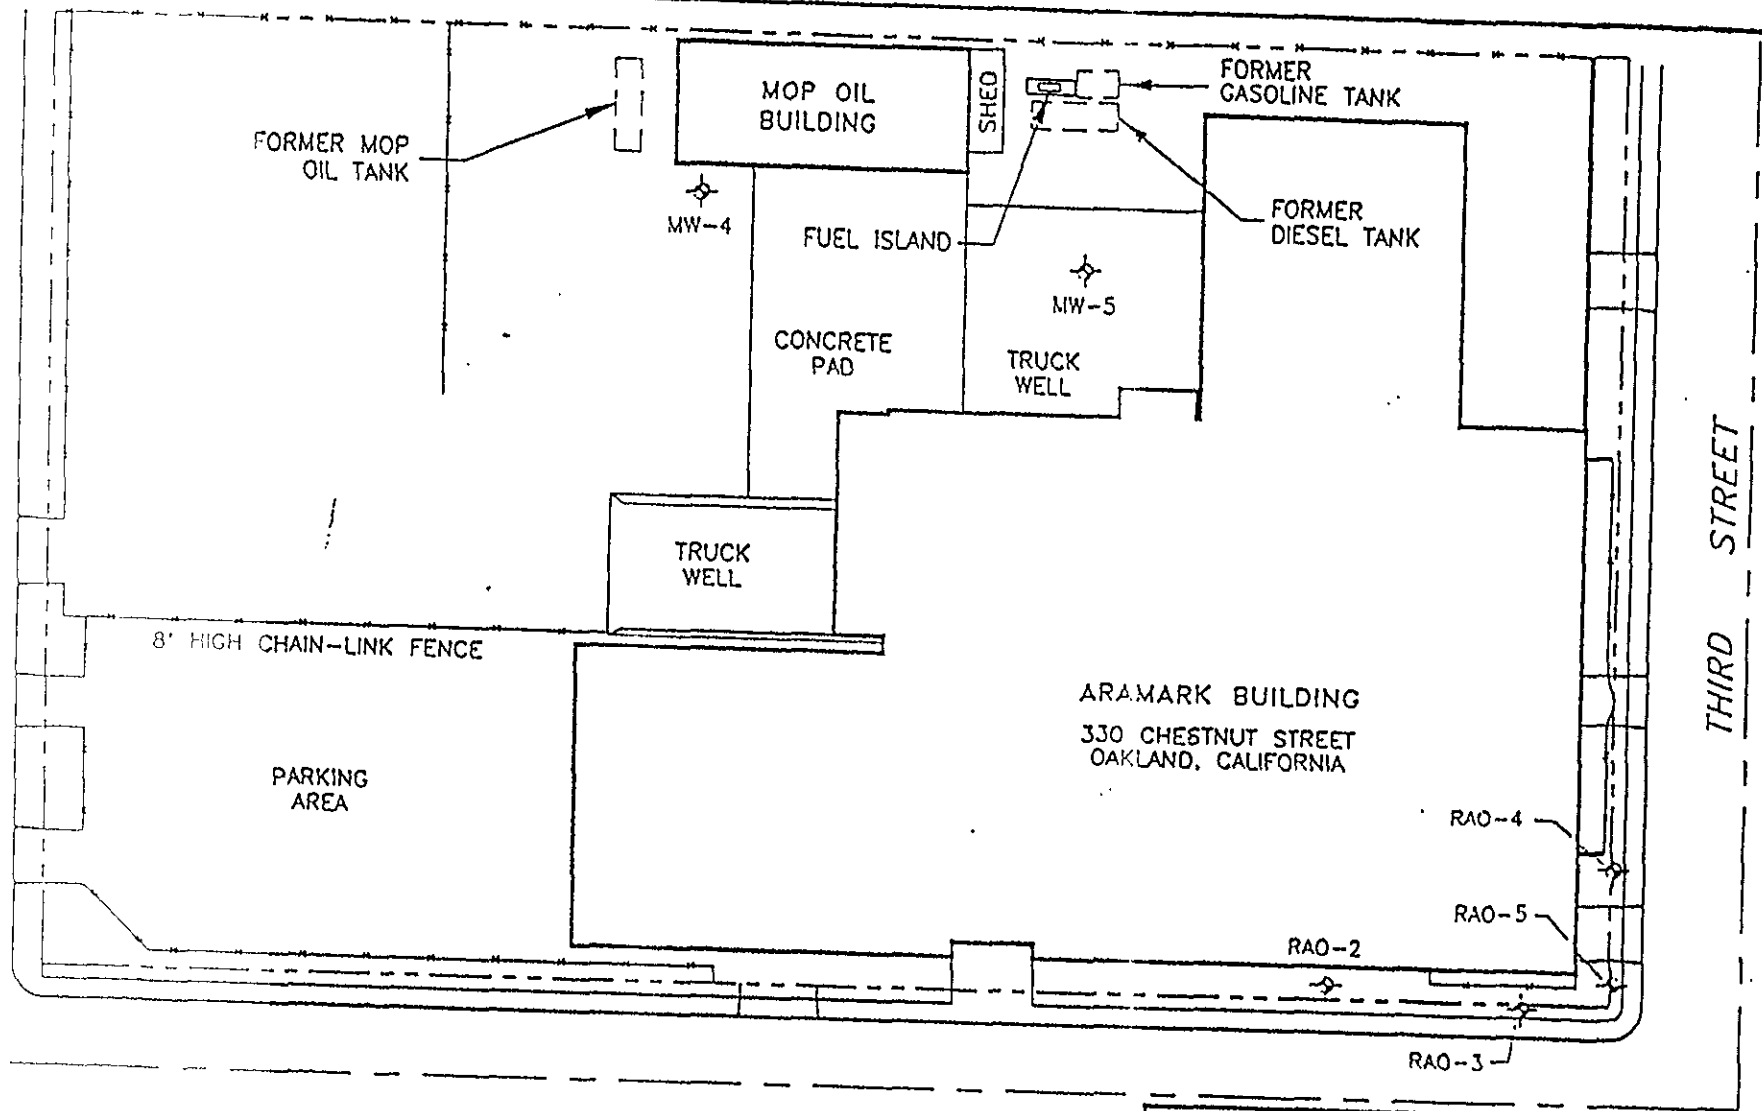 FORMER
GASOLINE TANK
MOP OIL
BUILDING
SHED
FORMER MOP
OIL TANK
MW-4
FUEL ISLAND
FORMER
DIESEL TANK
MW-5
CONCRETE
PAD
TRUCK
WELL
THIRD STREET
TRUCK
WELL
8' HIGH CHAIN-LINK FENCE
ARAMARK BUILDING
330 CHESTNUT STREET
OAKLAND, CALIFORNIA
PARKING
AREA
RAO-4
RAO-5
RAO-2
RAO-3